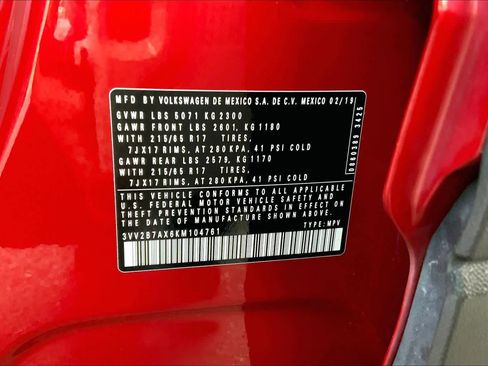 MFD BY VOLKSWAGEN DE MEXICO S.A. DE C.V. MEXICO 02/19
GVWR LBS 5071 KG 2300
GAWR FRONT LBS 2601, KG 1180
WITH 215/65 R17 TIRES,
7JX17 RIMS, AT 280 KPA, 41 PSI COLD
GAWR REAR LBS 2579, KG 1170
WITH 215/65 R17 TIRES,
7JX17 RIMS, AT 280 KPA, 41 PSI COLD
THIS VEHICLE CONFORMS TO ALL APPLICABLE
U.S. FEDERAL MOTOR VEHICLE SAFETY
AND THEFT PREVENTION STANDARDS IN EFFECT ON
THE DATE OF MANUFACTURE SHOWN ABOVE
3VV2B7AX6KM104761 TYPE: MPV
0860389 3425